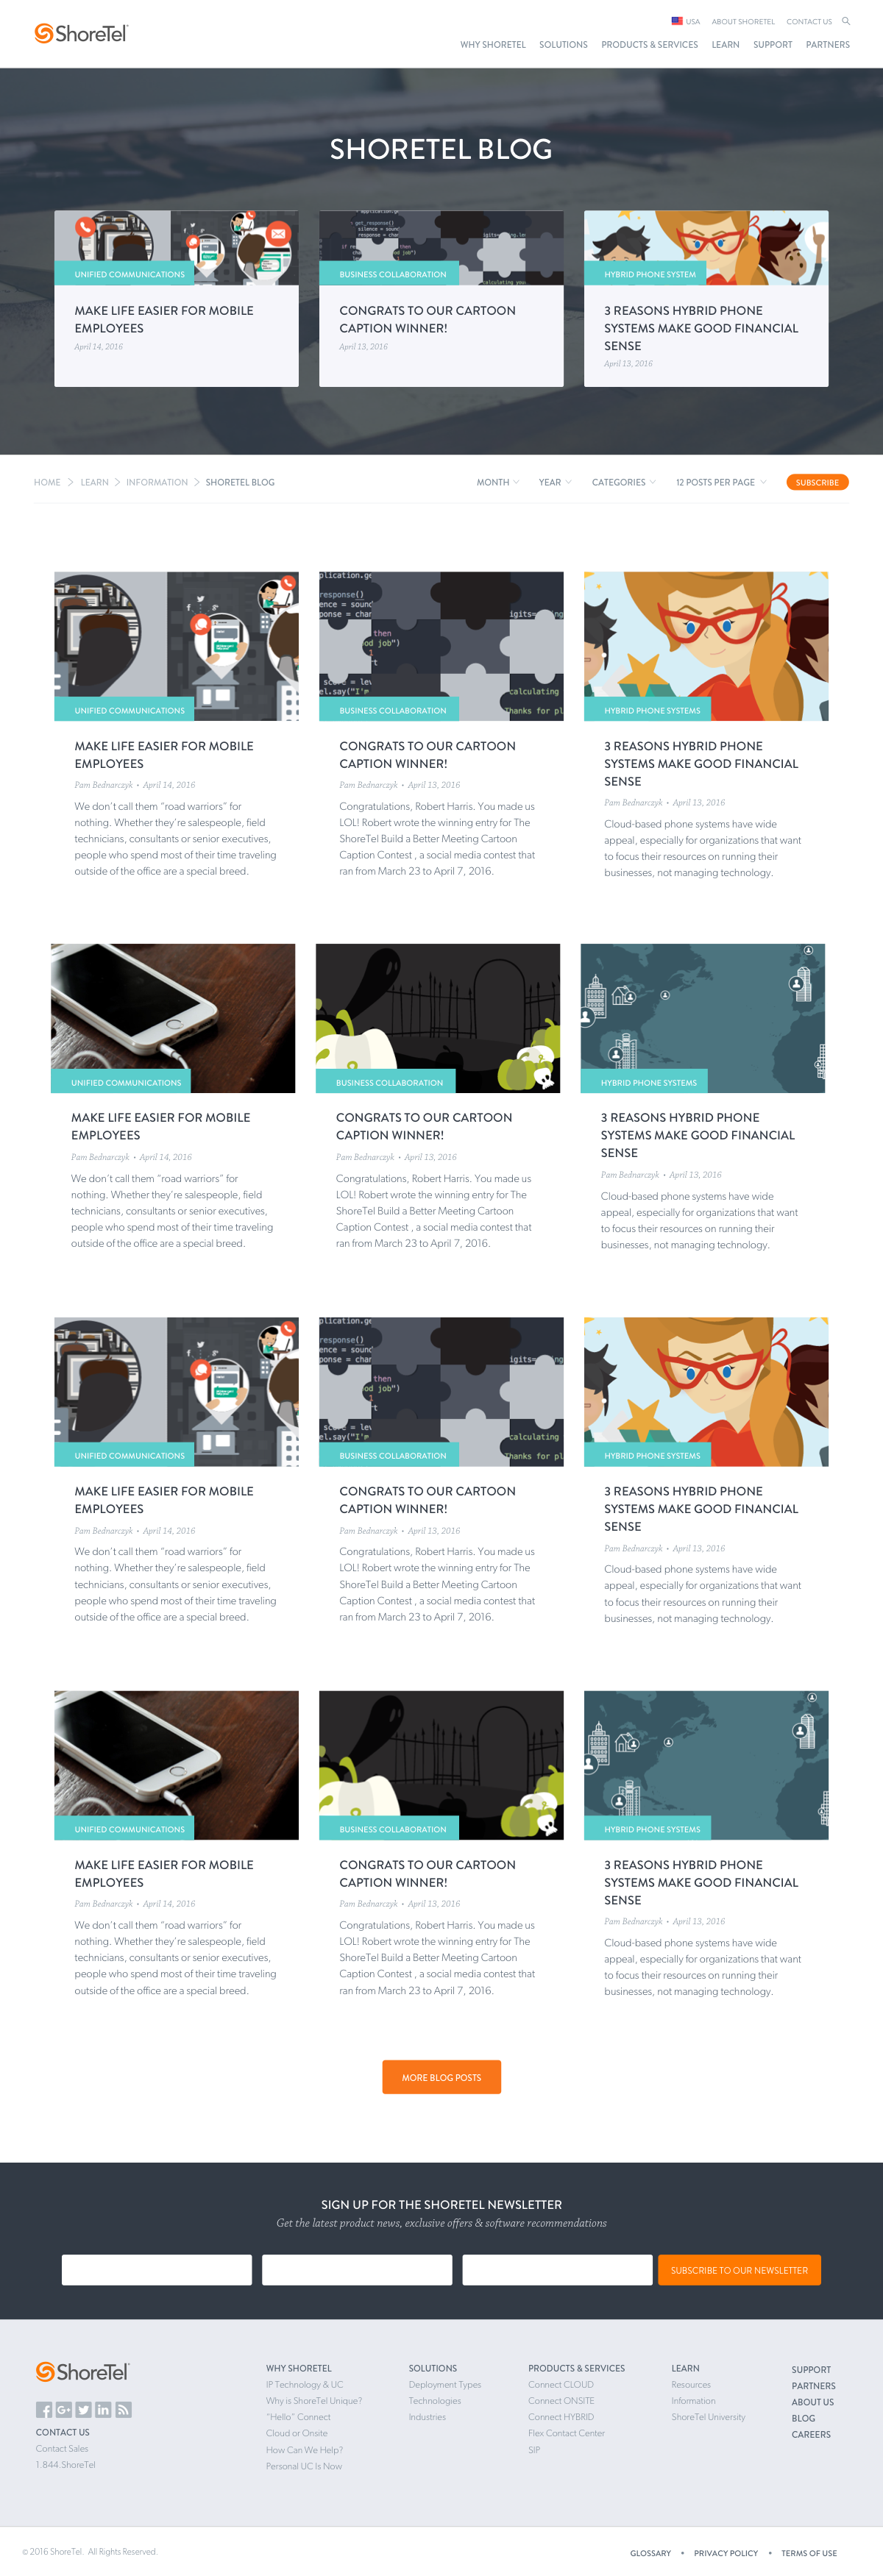 ShoreTel
USA ABOUT SHORETEL CONTACT US
WHY SHORETEL SOLUTIONS PRODUCTS & SERVICES LEARN SUPPORT PARTNERS
SHORETEL BLOG
UNIFIED COMMUNICATIONS
MAKE LIFE EASIER FOR MOBILE
EMPLOYEES
April 14, 2016
BUSINESS COLLABORATION
CONGRATS TO OUR CARTOON
CAPTION WINNER!
April 13, 2016
HYBRID PHONE SYSTEM
3 REASONS HYBRID PHONE
SYSTEMS MAKE GOOD FINANCIAL
SENSE
April 13, 2016
HOME LEARN INFORMATION SHORETEL BLOG
MONTH YEAR CATEGORIES 12 POSTS PER PAGE SUBSCRIBE
UNIFIED COMMUNICATIONS
MAKE LIFE EASIER FOR MOBILE
EMPLOYEES
Pam Bednarczyk • April 14, 2016
We don't call them "road warriors" for
nothing. Whether they're salespeople, field
technicians, consultants or senior executives,
people who spend most of their time traveling
outside of the office are a special breed.
response()
then
calculating
BUSINESS COLLABORATION
CONGRATS TO OUR CARTOON
CAPTION WINNER!
Pam Bednarczyk • April 13, 2016
Congratulations, Robert Harris. You made us
LOL! Robert wrote the winning entry for The
ShoreTel Build a Better Meeting Cartoon
Caption Contest , a social media contest that
ran from March 23 to April 7, 2016.
HYBRID PHONE SYSTEMS
3 REASONS HYBRID PHONE
SYSTEMS MAKE GOOD FINANCIAL
SENSE
Pam Bednarczyk • April 13, 2016
Cloud-based phone systems have wide
appeal, especially for organizations that want
to focus their resources on running their
businesses, not managing technology.
UNIFIED COMMUNICATIONS
MAKE LIFE EASIER FOR MOBILE
EMPLOYEES
Pam Bednarczyk • April 14, 2016
We don't call them "road warriors" for
nothing. Whether they're salespeople, field
technicians, consultants or senior executives,
people who spend most of their time traveling
outside of the office are a special breed.
BUSINESS COLLABORATION
CONGRATS TO OUR CARTOON
CAPTION WINNER!
Pam Bednarczyk • April 13, 2016
Congratulations, Robert Harris. You made us
LOL! Robert wrote the winning entry for The
ShoreTel Build a Better Meeting Cartoon
Caption Contest , a social media contest that
ran from March 23 to April 7, 2016.
HYBRID PHONE SYSTEMS
3 REASONS HYBRID PHONE
SYSTEMS MAKE GOOD FINANCIAL
SENSE
Pam Bednarczyk • April 13, 2016
Cloud-based phone systems have wide
appeal, especially for organizations that want
to focus their resources on running their
businesses, not managing technology.
UNIFIED COMMUNICATIONS
MAKE LIFE EASIER FOR MOBILE
EMPLOYEES
Pam Bednarczyk • April 14, 2016
We don't call them "road warriors" for
nothing. Whether they're salespeople, field
technicians, consultants or senior executives,
people who spend most of their time traveling
outside of the office are a special breed.
response()
then
calculating
BUSINESS COLLABORATION
CONGRATS TO OUR CARTOON
CAPTION WINNER!
Pam Bednarczyk • April 13, 2016
Congratulations, Robert Harris. You made us
LOL! Robert wrote the winning entry for The
ShoreTel Build a Better Meeting Cartoon
Caption Contest , a social media contest that
ran from March 23 to April 7, 2016.
HYBRID PHONE SYSTEMS
3 REASONS HYBRID PHONE
SYSTEMS MAKE GOOD FINANCIAL
SENSE
Pam Bednarczyk • April 13, 2016
Cloud-based phone systems have wide
appeal, especially for organizations that want
to focus their resources on running their
businesses, not managing technology.
UNIFIED COMMUNICATIONS
MAKE LIFE EASIER FOR MOBILE
EMPLOYEES
Pam Bednarczyk • April 14, 2016
We don't call them "road warriors" for
nothing. Whether they're salespeople, field
technicians, consultants or senior executives,
people who spend most of their time traveling
outside of the office are a special breed.
BUSINESS COLLABORATION
CONGRATS TO OUR CARTOON
CAPTION WINNER!
Pam Bednarczyk • April 13, 2016
Congratulations, Robert Harris. You made us
LOL! Robert wrote the winning entry for The
ShoreTel Build a Better Meeting Cartoon
Caption Contest , a social media contest that
ran from March 23 to April 7, 2016.
HYBRID PHONE SYSTEMS
3 REASONS HYBRID PHONE
SYSTEMS MAKE GOOD FINANCIAL
SENSE
Pam Bednarczyk • April 13, 2016
Cloud-based phone systems have wide
appeal, especially for organizations that want
to focus their resources on running their
businesses, not managing technology.
MORE BLOG POSTS
SIGN UP FOR THE SHORETEL NEWSLETTER
Get the latest product news, exclusive offers & software recommendations
SUBSCRIBE TO OUR NEWSLETTER
ShoreTel
CONTACT US
Contact Sales
1.844.ShoreTel
WHY SHORETEL
IP Technology & UC
Why is ShoreTel Unique?
"Hello" Connect
Cloud or Onsite
How Can We Help?
Personal UC Is Now
SOLUTIONS
Deployment Types
Technologies
Industries
PRODUCTS & SERVICES
Connect CLOUD
Connect ONSITE
Connect HYBRID
Flex Contact Center
SIP
LEARN
Resources
Information
ShoreTel University
SUPPORT
PARTNERS
ABOUT US
BLOG
CAREERS
© 2016 ShoreTel. All Rights Reserved.
GLOSSARY • PRIVACY POLICY • TERMS OF USE